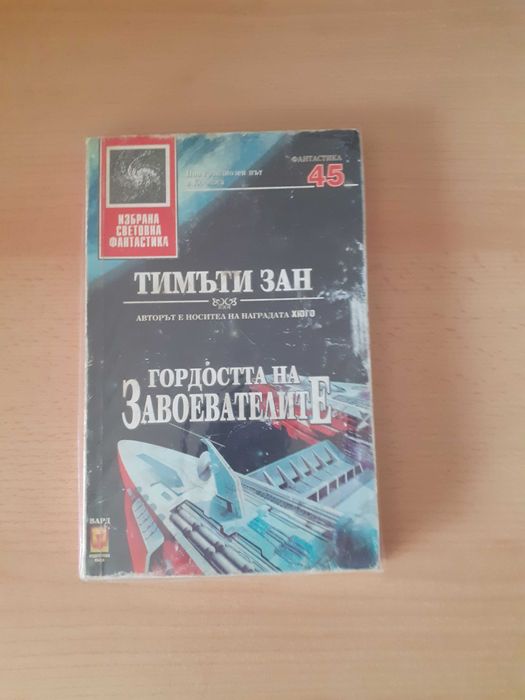 ФАНТАСТИКА
45
ИЗБРАНА
СВЕТОВНА
ФАНТАСТИКА
ТИМЪТИ ЗАН
АВТОРЪТ Е НОСИТЕЛ НА НАГРАДАТА ХЮГО
ГОРДОСТТА НА
ЗАВОЕВАТЕЛИТЕ
БАРД